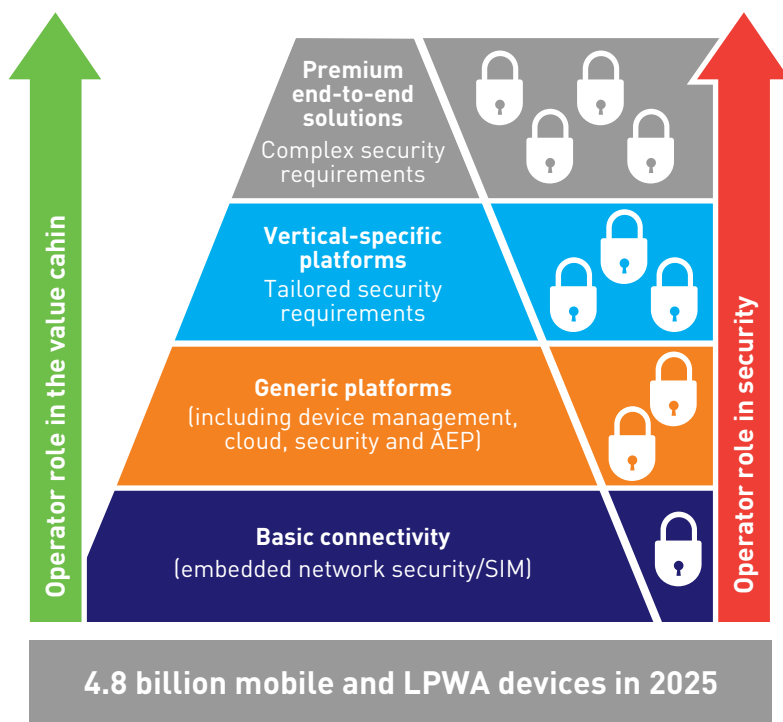 Premium
end-to-end
solutions
Complex security
requirements
Vertical-specific
platforms
Tailored security
requirements
Generic platforms
(including device management,
cloud, security and AEP)
Basic connectivity
(embedded network security/SIM)
Operator role in the value cahin
Operator role in security
4.8 billion mobile and LPWA devices in 2025